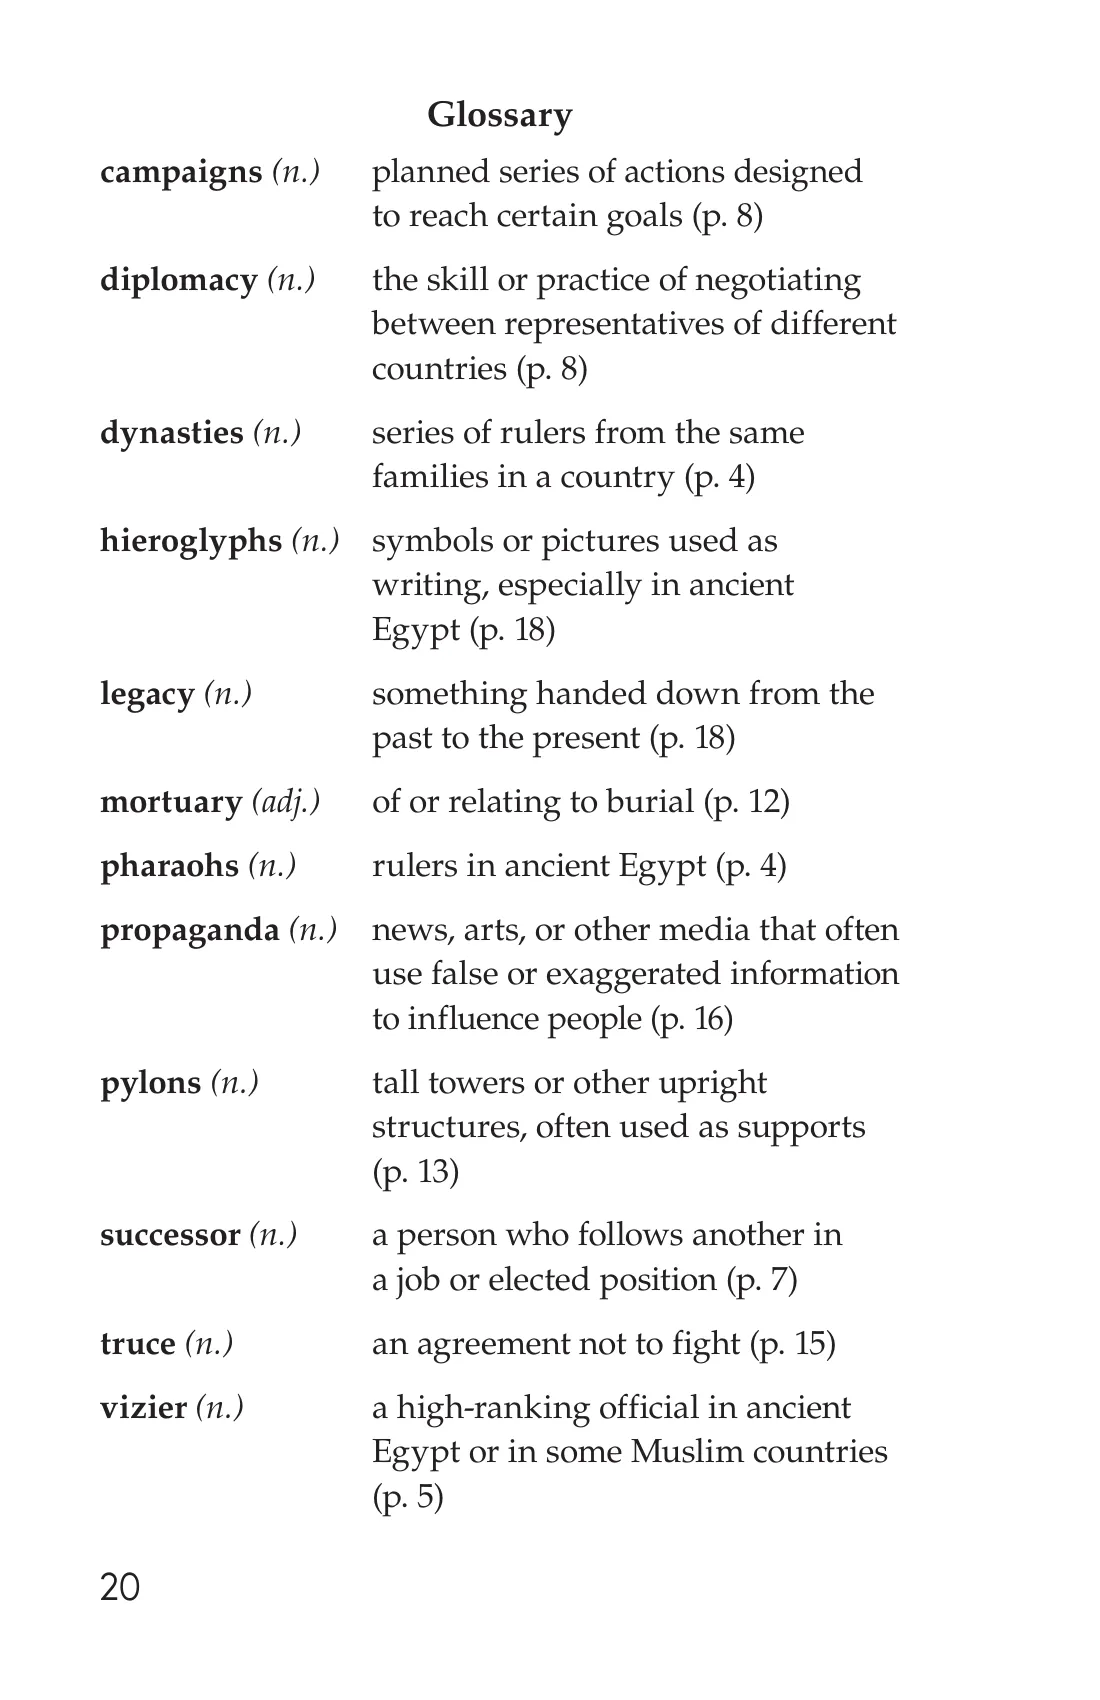 Glossary
campaigns (n.) planned series of actions designed
to reach certain goals (p. 8)
diplomacy (n.) the skill or practice of negotiating
between representatives of different
countries (p. 8)
dynasties (n.) series of rulers from the same
families in a country (p. 4)
hieroglyphs (n.) symbols or pictures used as
writing, especially in ancient
Egypt (p. 18)
legacy (n.) something handed down from the
past to the present (p. 18)
mortuary (adj.) of or relating to burial (p. 12)
pharaohs (n.) rulers in ancient Egypt (p. 4)
propaganda (n.) news, arts, or other media that often
use false or exaggerated information
to influence people (p. 16)
pylons (n.) tall towers or other upright
structures, often used as supports
(p. 13)
successor (n.) a person who follows another in
a job or elected position (p. 7)
truce (n.) an agreement not to fight (p. 15)
vizier (n.) a high-ranking official in ancient
Egypt or in some Muslim countries
(p. 5)
20